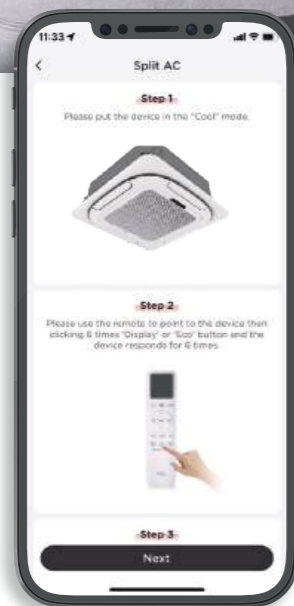 11:33
Split AC
Step 1
Please put the device in the "Cool" mode.
Step 2
Please use the remote to point to the device then
clicking 6 times "Display" or "Eco" button and the
device responds for 6 times.
Step 3
Next